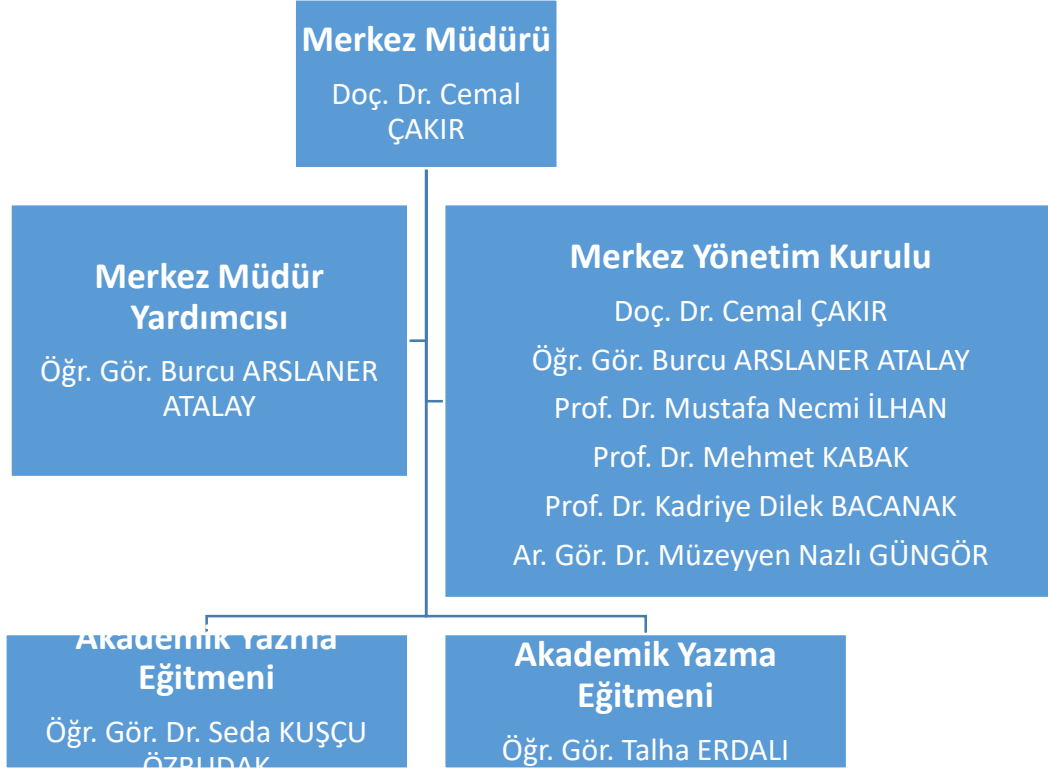 Merkez Müdürü
Doç. Dr. Cemal
ÇAKIR
Merkez Müdür
Yardımcısı
Öğr. Gör. Burcu ARSLANER
ATALAY
Merkez Yönetim Kurulu
Doç. Dr. Cemal ÇAKIR
Öğr. Gör. Burcu ARSLANER ATALAY
Prof. Dr. Mustafa Necmi İLHAN
Prof. Dr. Mehmet KABAK
Prof. Dr. Kadriye Dilek BACANAK
Ar. Gör. Dr. Müzeyyen Nazlı GÜNGÖR
Akademik Yazma
Eğitmeni
Öğr. Gör. Dr. Seda KUŞÇU
ÖZBUDAK
Akademik Yazma
Eğitmeni
Öğr. Gör. Talha ERDALI